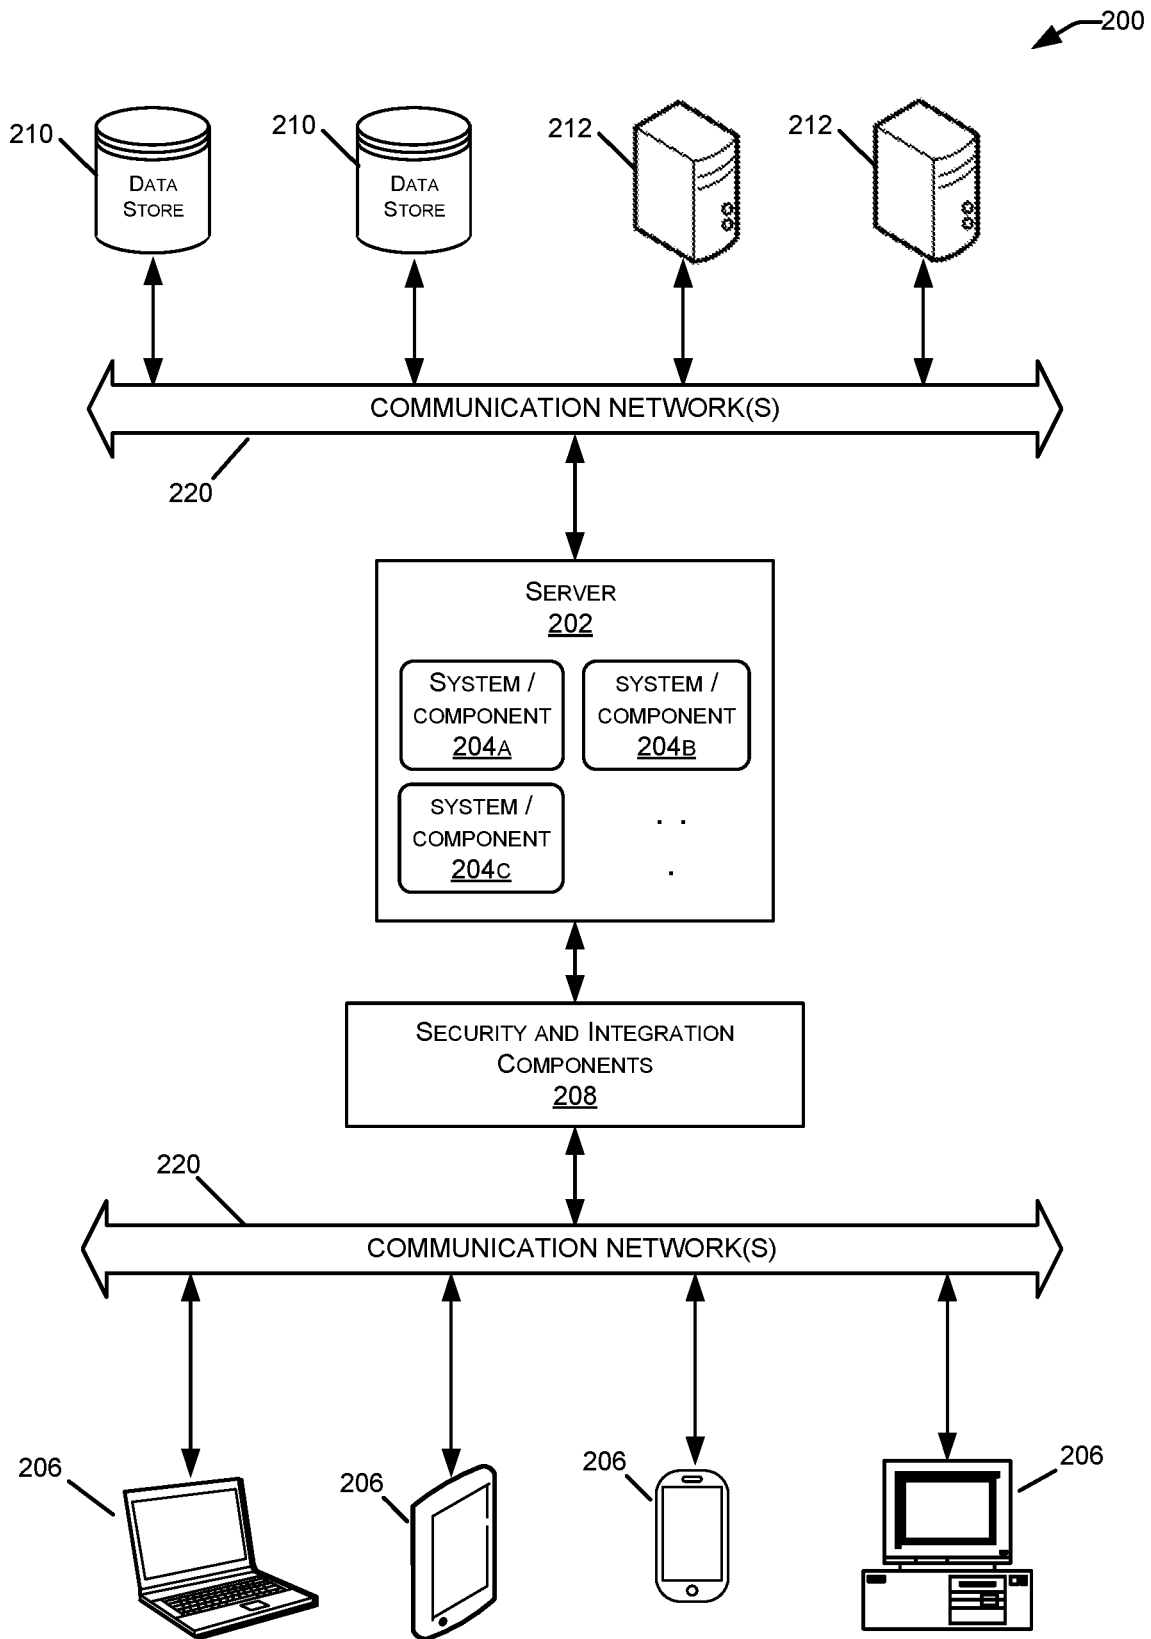 200
210
210
212
212
DATA
STORE
DATA
STORE
COMMUNICATION NETWORK(S)
220
SERVER
202
SYSTEM /
COMPONENT
204A
SYSTEM /
COMPONENT
204B
SYSTEM /
COMPONENT
204C
. .
.
SECURITY AND INTEGRATION
COMPONENTS
208
220
COMMUNICATION NETWORK(S)
206
206
206
206